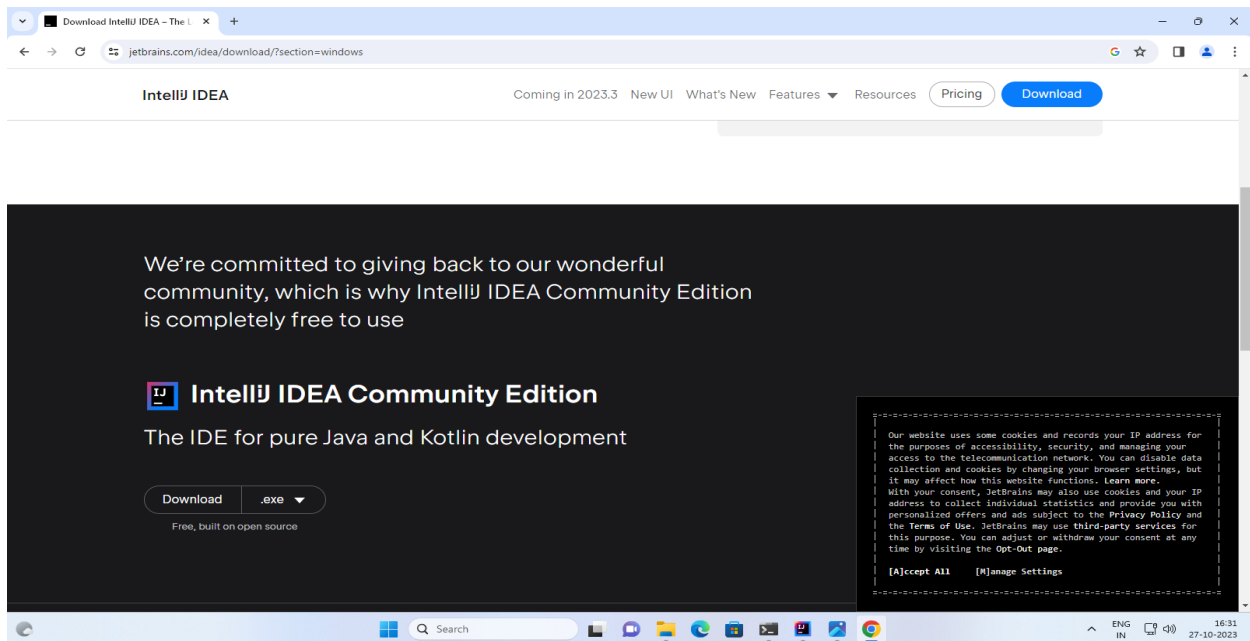 Download IntelliJ IDEA – The L
jetbrains.com/idea/download/?section=windows
IntelliJ IDEA
Coming in 2023.3 New UI What's New Features Resources Pricing Download
We're committed to giving back to our wonderful
community, which is why IntelliJ IDEA Community Edition
is completely free to use
IJ IntelliJ IDEA Community Edition
The IDE for pure Java and Kotlin development
Download .exe
Free, built on open source
Our website uses some cookies and records your IP address for
the purposes of accessibility, security, and managing your
access to the telecommunication network. You can disable data
collection and cookies by changing your browser settings, but
it may affect how this website functions. Learn more.
With your consent, JetBrains may also use cookies and your IP
address to collect individual statistics and provide you with
personalized offers and ads subject to the Privacy Policy and
the Terms of Use. JetBrains may use third-party services for
this purpose. You can adjust or withdraw your consent at any
time by visiting the Opt-Out page.
[A]ccept All [M]anage Settings
Search
ENG
IN
16:31
27-10-2023